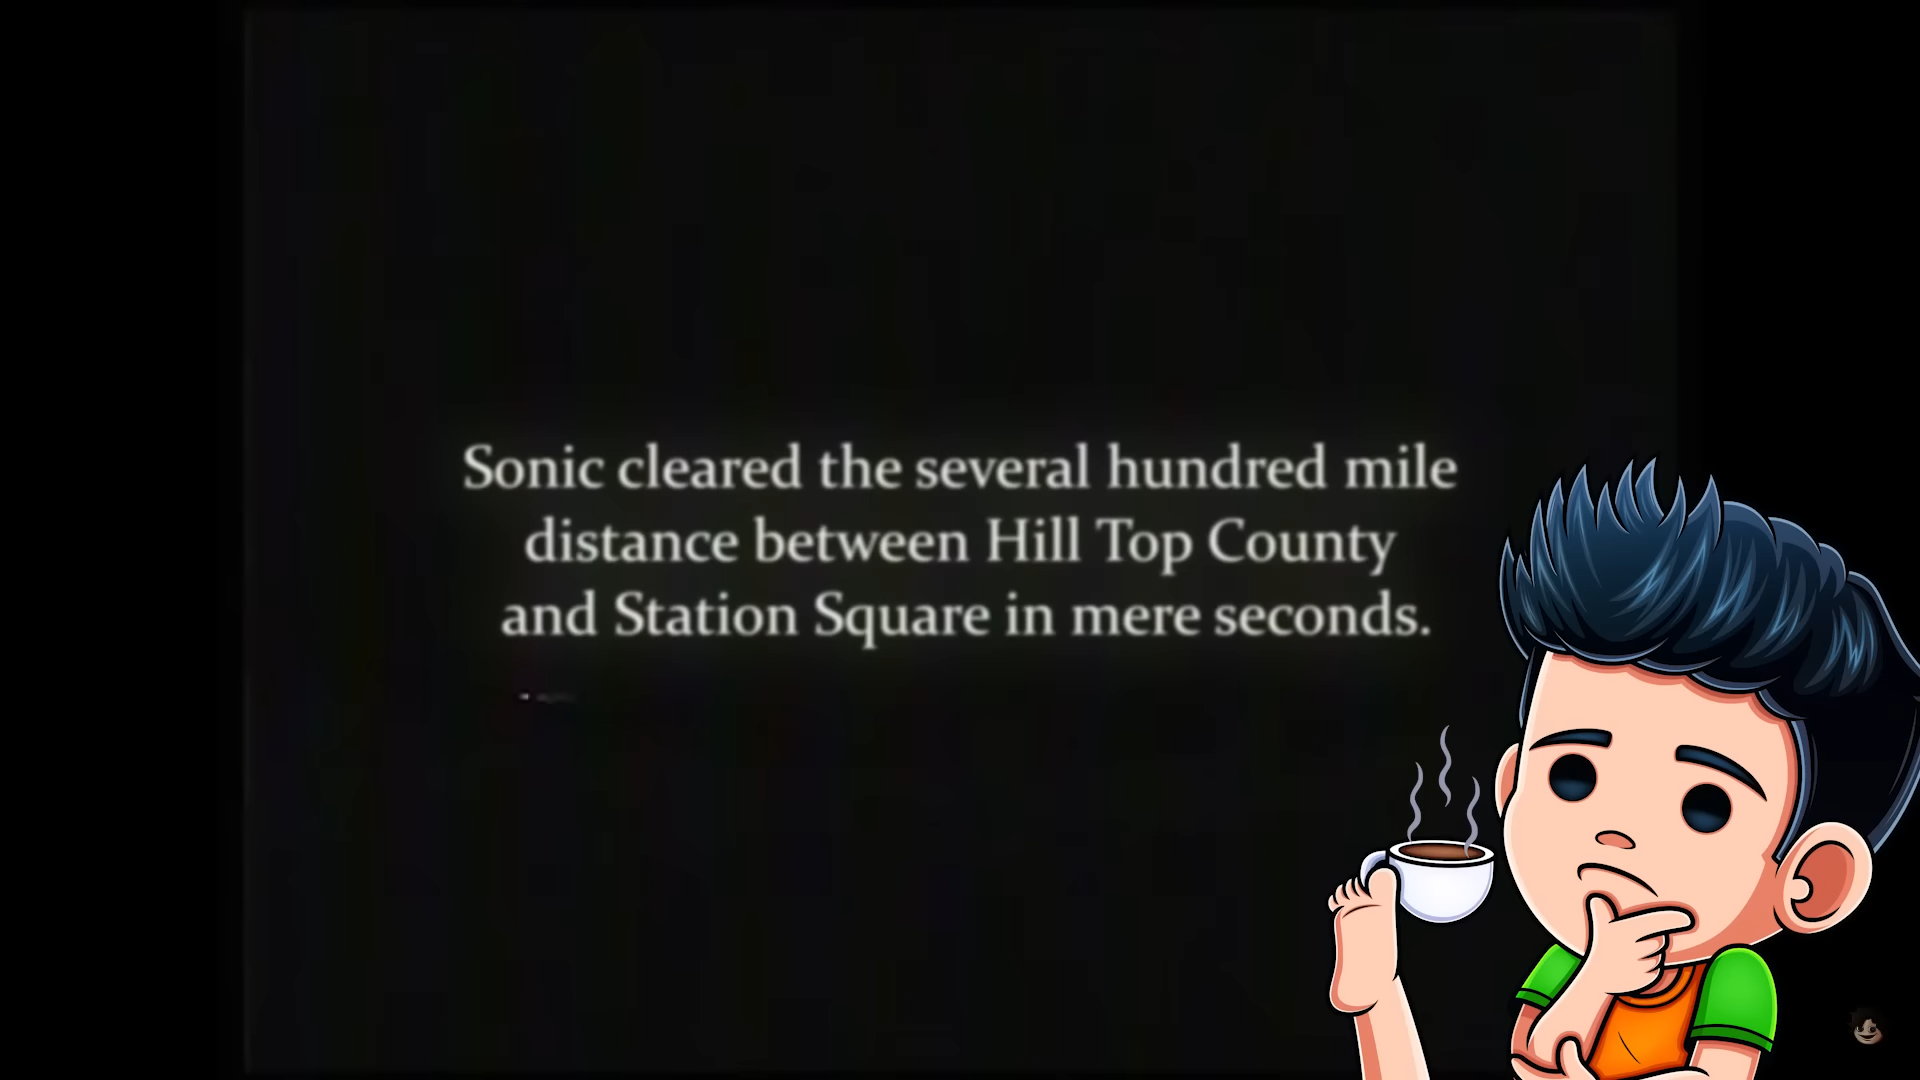 Sonic cleared the several hundred mile
distance between Hill Top County
and Station Square in mere seconds.